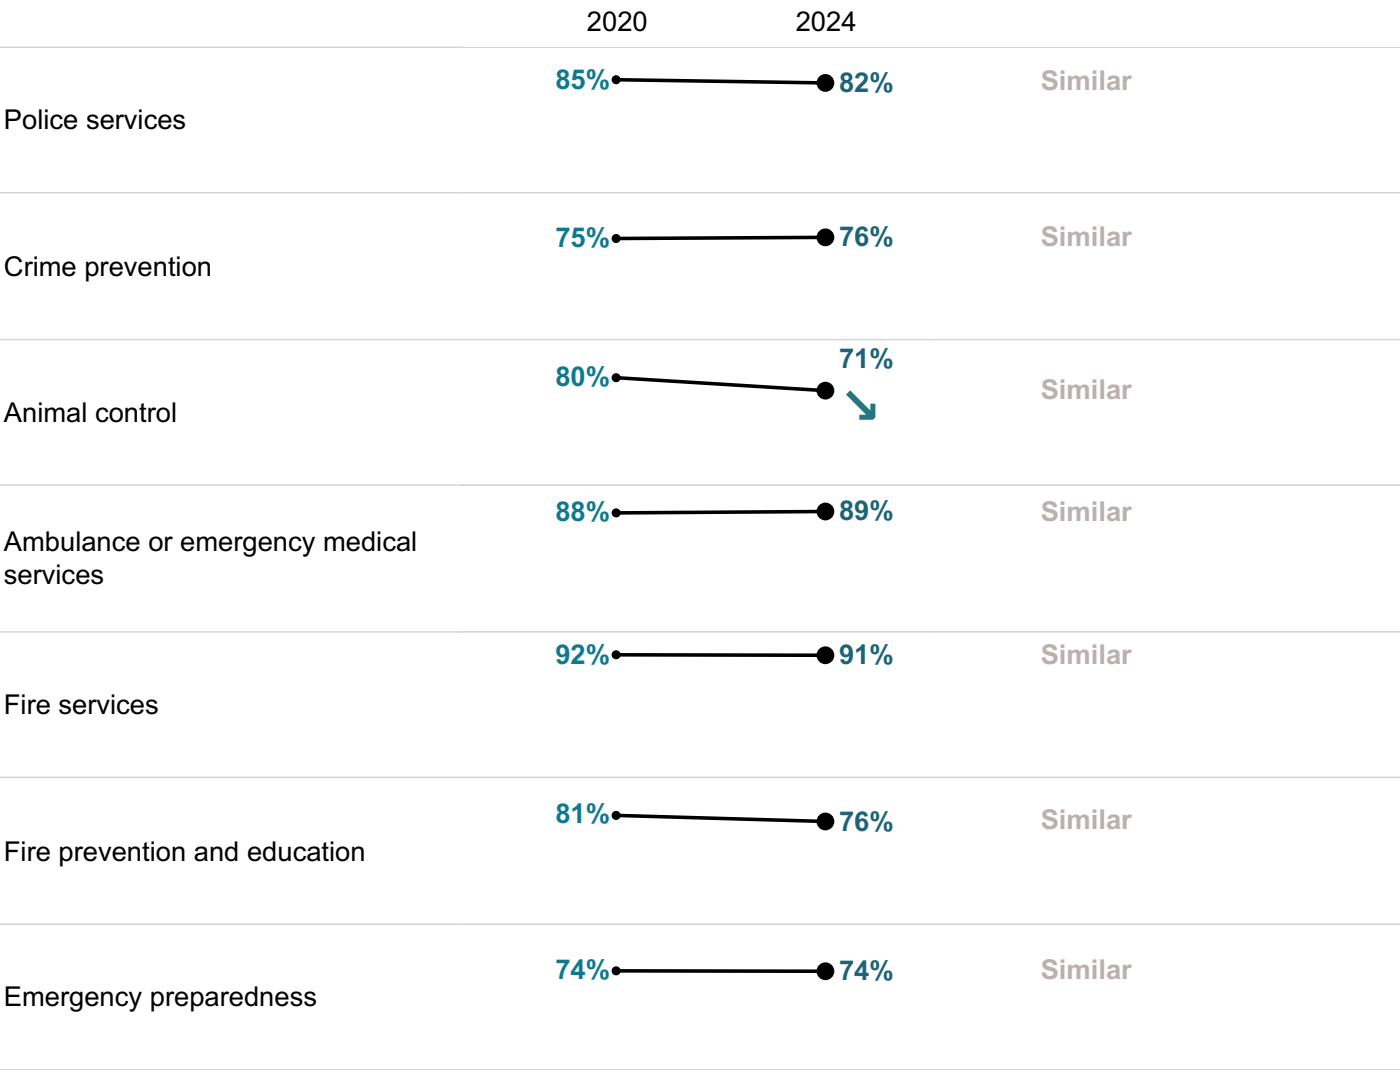 2020 2024
85% 82% Similar
Police services
75% 76% Similar
Crime prevention
71%
80% Similar
Animal control
88% 89% Similar
Ambulance or emergency medical
services
92% 91% Similar
Fire services
81% 76% Similar
Fire prevention and education
74% 74% Similar
Emergency preparedness